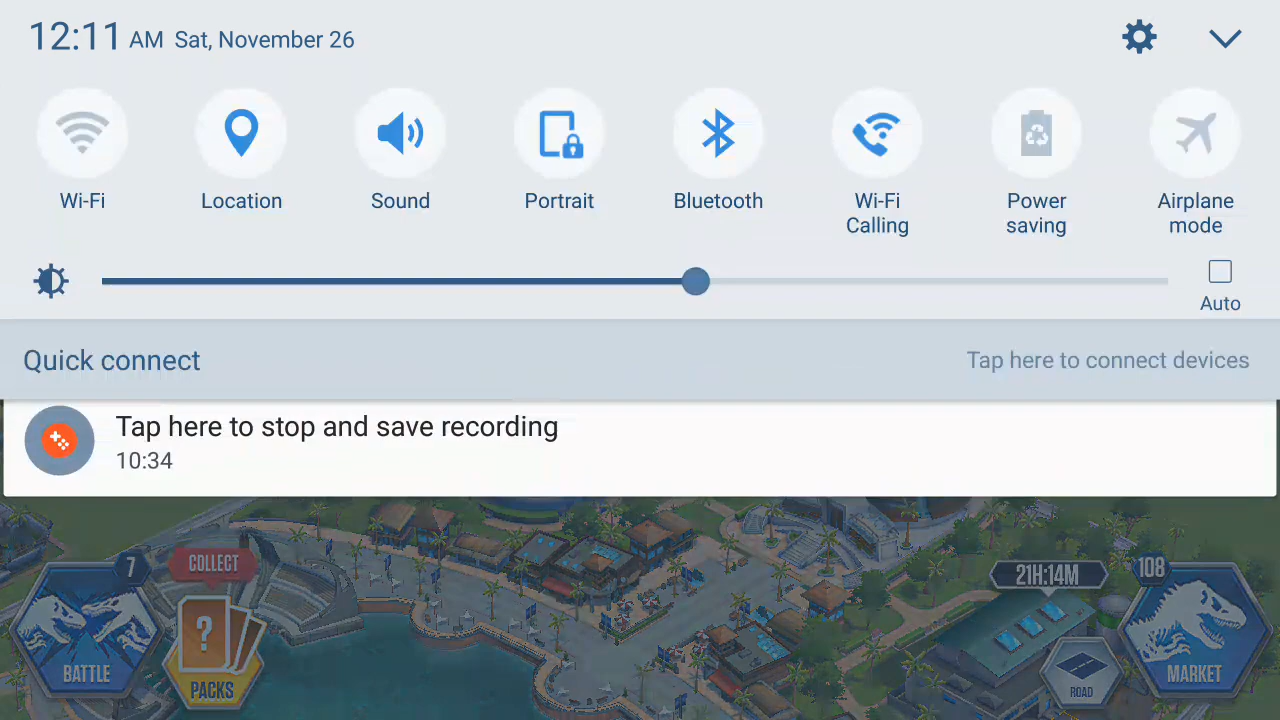 12:11 AM Sat, November 26
Wi-Fi
Location
Sound
Portrait
Bluetooth
Wi-Fi
Calling
Power
saving
Airplane
mode
Auto
Quick connect
Tap here to connect devices
Tap here to stop and save recording
10:34
7
COLLECT
?
BATTLE
PACKS
21H:14M
108
ROAD
MARKET